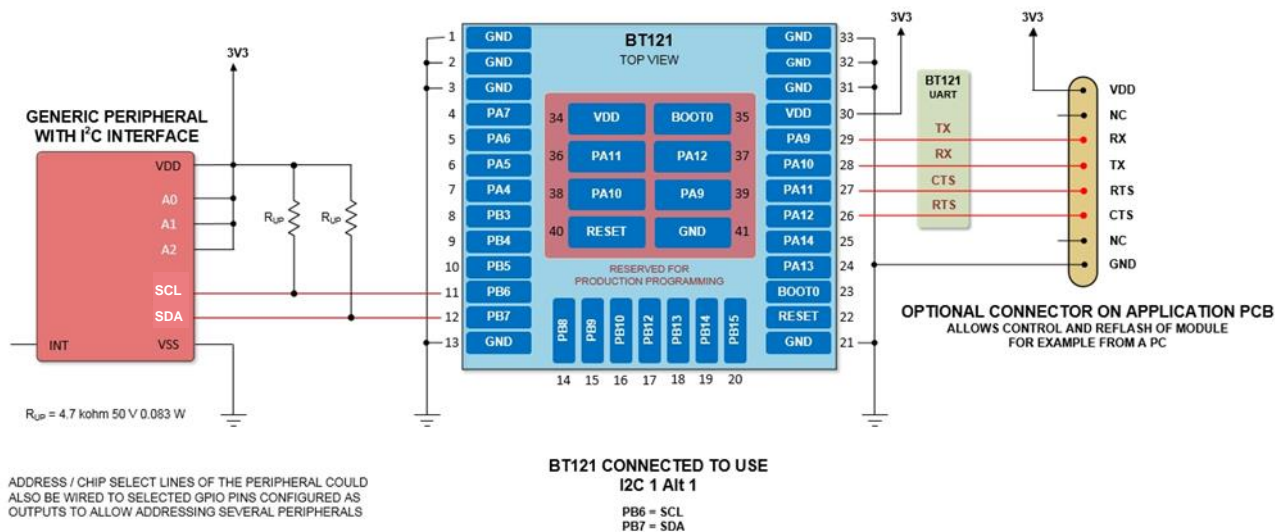 3V3
GENERIC PERIPHERAL
WITH I²C INTERFACE
VDD
A0
A1
A2
SCL
SDA
INT
VSS
R_UP
R_UP
R_UP = 4.7 kohm 50 V 0.083 W
ADDRESS / CHIP SELECT LINES OF THE PERIPHERAL COULD
ALSO BE WIRED TO SELECTED GPIO PINS CONFIGURED AS
OUTPUTS TO ALLOW ADDRESSING SEVERAL PERIPHERALS
BT121
TOP VIEW
1 GND
2 GND
3 GND
4 PA7
5 PA6
6 PA5
7 PA4
8 PB3
9 PB4
10 PB5
11 PB6
12 PB7
13 GND
34 VDD BOOT0 35
36 PA11 PA12 37
38 PA10 PA9 39
40 RESET GND 41
RESERVED FOR
PRODUCTION PROGRAMMING
PB8 PB9 PB10 PB12 PB13 PB14 PB15
14 15 16 17 18 19 20
GND 33
GND 32
GND 31
VDD 30
PA9 29
PA10 28
PA11 27
PA12 26
PA14 25
PA13 24
BOOT0 23
RESET 22
GND 21
BT121 CONNECTED TO USE
I2C 1 Alt 1
PB6 = SCL
PB7 = SDA
3V3
BT121
UART
TX
RX
CTS
RTS
3V3
VDD
NC
RX
TX
RTS
CTS
NC
GND
OPTIONAL CONNECTOR ON APPLICATION PCB
ALLOWS CONTROL AND REFLASH OF MODULE
FOR EXAMPLE FROM A PC